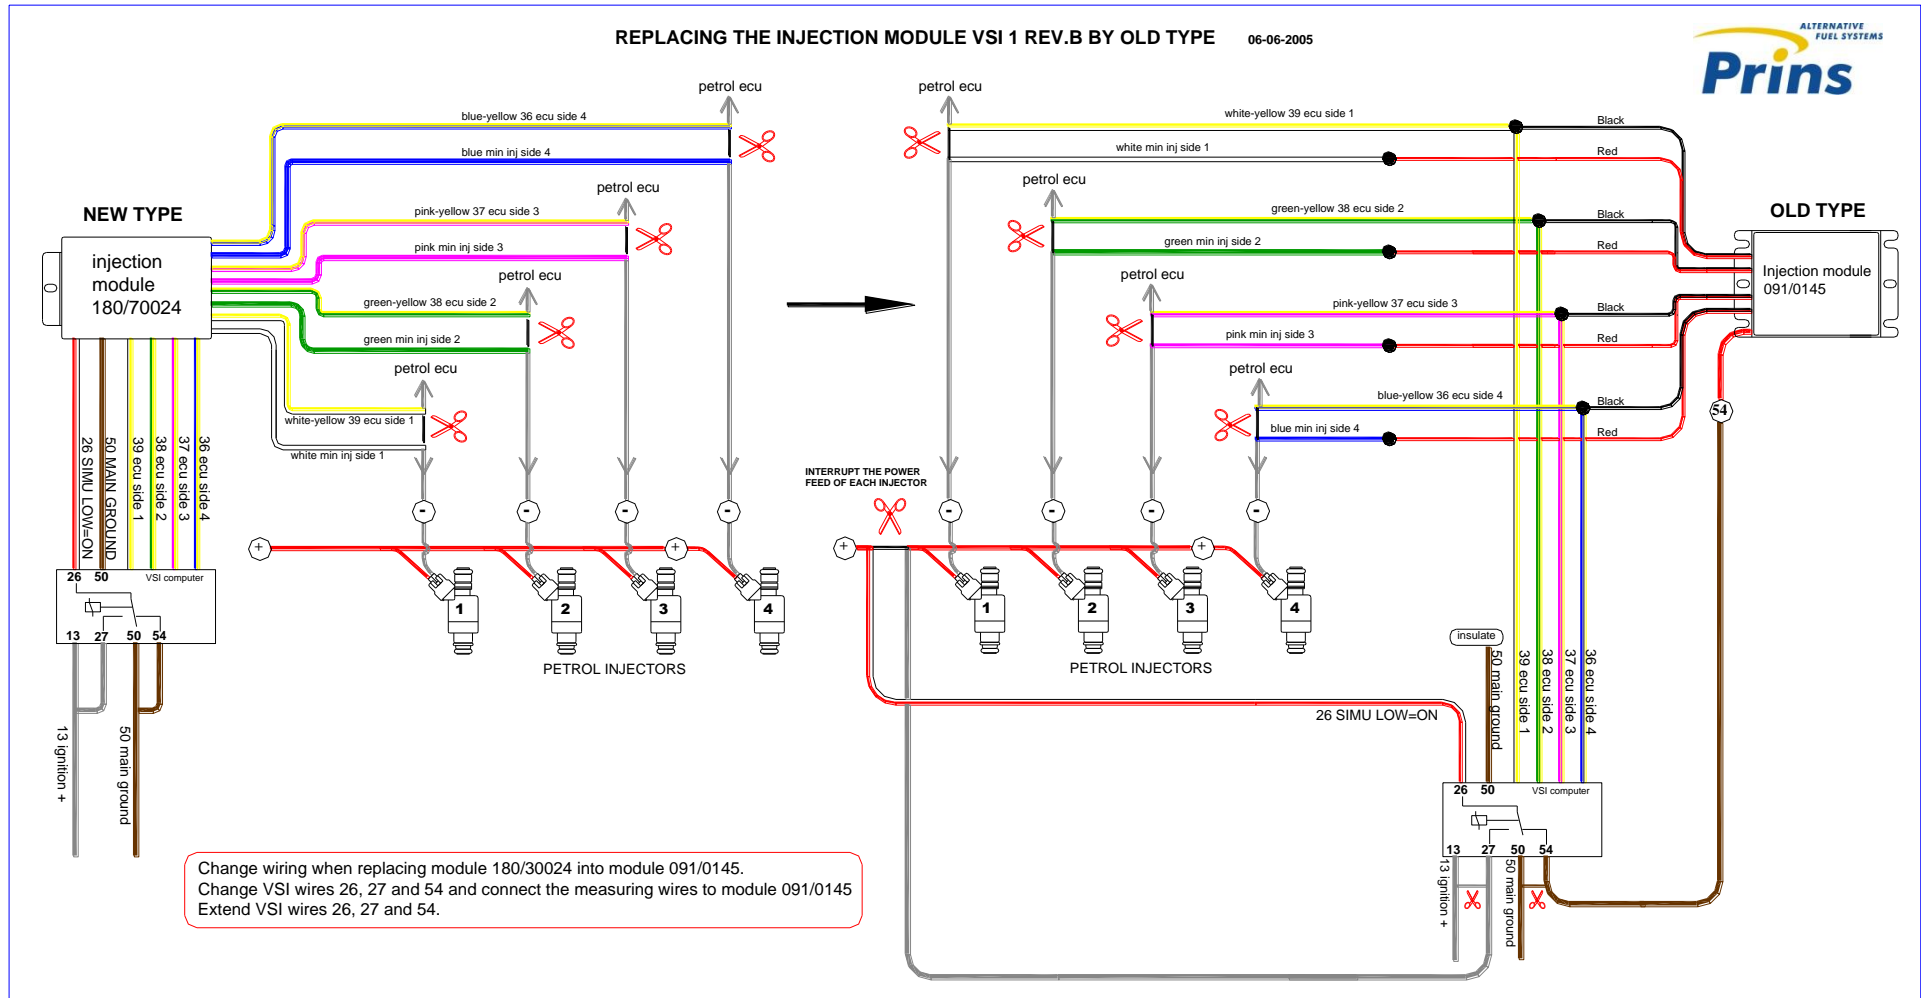 REPLACING THE INJECTION MODULE VSI 1 REV.B BY OLD TYPE 06-06-2005
ALTERNATIVE
FUEL SYSTEMS
Prins
NEW TYPE
injection
module
180/70024
petrol ecu
blue-yellow 36 ecu side 4
blue min inj side 4
petrol ecu
pink-yellow 37 ecu side 3
pink min inj side 3
petrol ecu
green-yellow 38 ecu side 2
green min inj side 2
petrol ecu
white-yellow 39 ecu side 1
white min inj side 1
26 SIMU LOW=ON
50 MAIN GROUND
39 ecu side 1
38 ecu side 2
37 ecu side 3
36 ecu side 4
26 50 VSI computer
13 27 50 54
13 ignition +
50 main ground
- - - -
+ +
1 2 3 4
PETROL INJECTORS
petrol ecu
white-yellow 39 ecu side 1
Black
white min inj side 1
Red
petrol ecu
green-yellow 38 ecu side 2
Black
green min inj side 2
Red
petrol ecu
pink-yellow 37 ecu side 3
Black
pink min inj side 3
Red
petrol ecu
blue-yellow 36 ecu side 4
Black
blue min inj side 4
Red
OLD TYPE
Injection module
091/0145
54
INTERRUPT THE POWER
FEED OF EACH INJECTOR
- - - -
+ +
1 2 3 4
PETROL INJECTORS
insulate
50 main ground
39 ecu side 1
38 ecu side 2
37 ecu side 3
36 ecu side 4
26 SIMU LOW=ON
26 50 VSI computer
13 27 50 54
13 ignition +
50 main ground
Change wiring when replacing module 180/30024 into module 091/0145.
Change VSI wires 26, 27 and 54 and connect the measuring wires to module 091/0145
Extend VSI wires 26, 27 and 54.